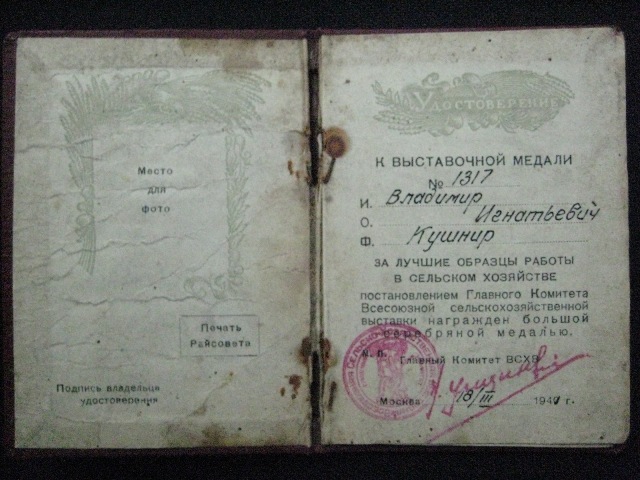 Место
для
фото
Печать
Райсовета
Подпись владельца
удостоверения
Удостоверение
К ВЫСТАВОЧНОЙ МЕДАЛИ
№ 1317
И. Владимир
О. Игнатьевич
Ф. Кушнир
ЗА ЛУЧШИЕ ОБРАЗЦЫ РАБОТЫ
В СЕЛЬСКОМ ХОЗЯЙСТВЕ
постановлением Главного Комитета
Всесоюзной сельскохозяйственной
выставки награжден большой
серебряной медалью.
М. П. Главный Комитет ВСХВ
Москва 18/III 1941 г.